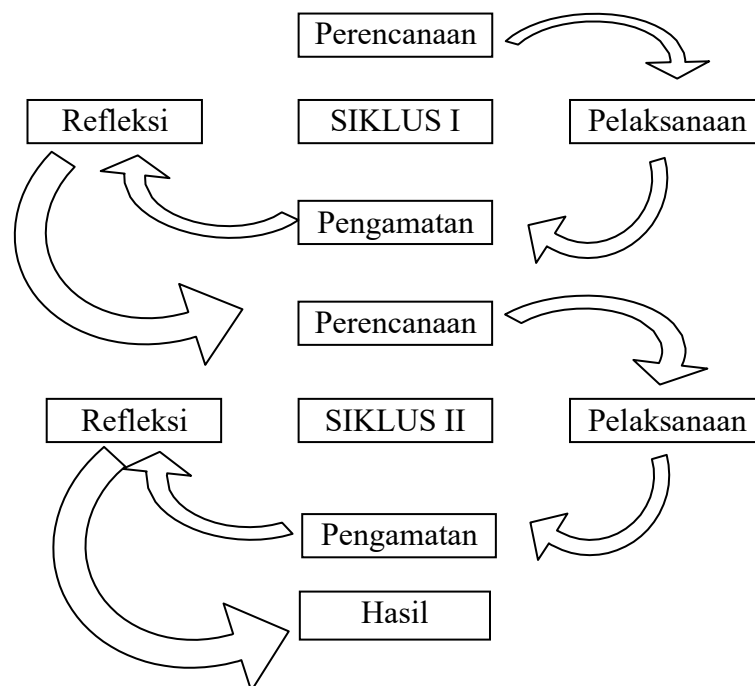 Perencanaan
Refleksi
SIKLUS I
Pelaksanaan
Pengamatan
Perencanaan
Refleksi
SIKLUS II
Pelaksanaan
Pengamatan
Hasil